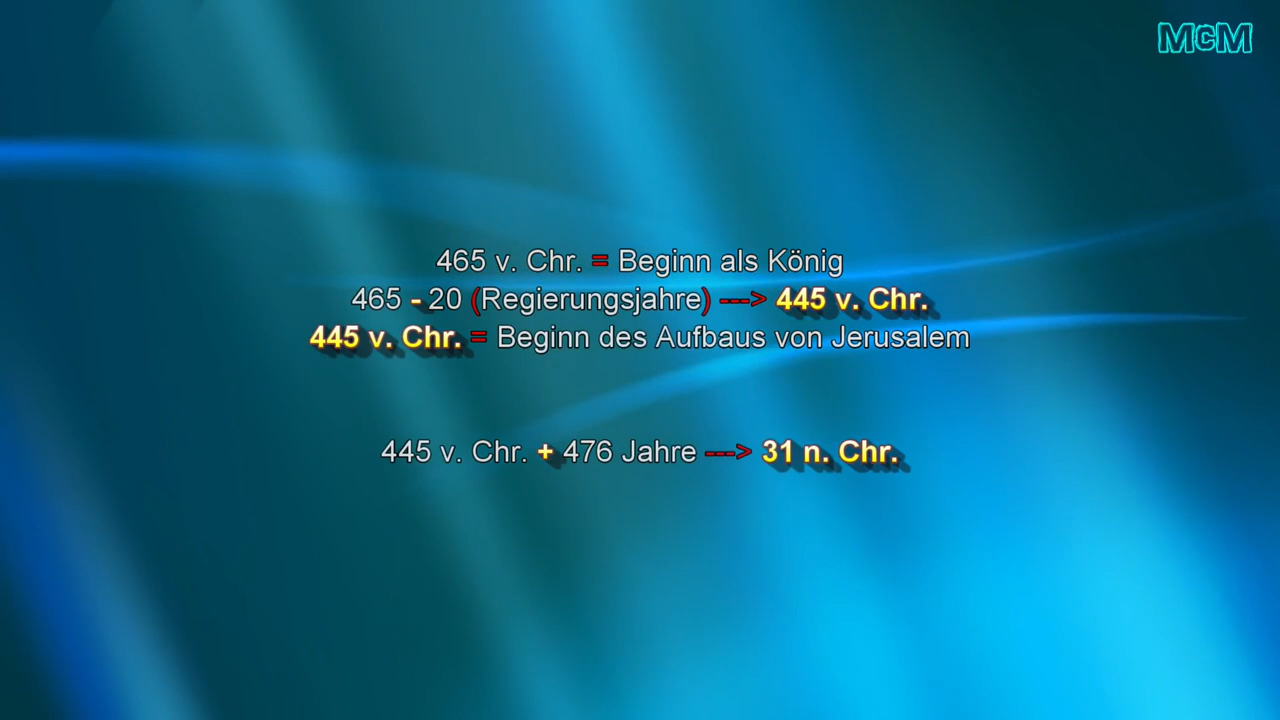 McM
465 v. Chr. = Beginn als König
465 - 20 (Regierungsjahre) ---> 445 v. Chr.
445 v. Chr. = Beginn des Aufbaus von Jerusalem
445 v. Chr. + 476 Jahre ---> 31 n. Chr.